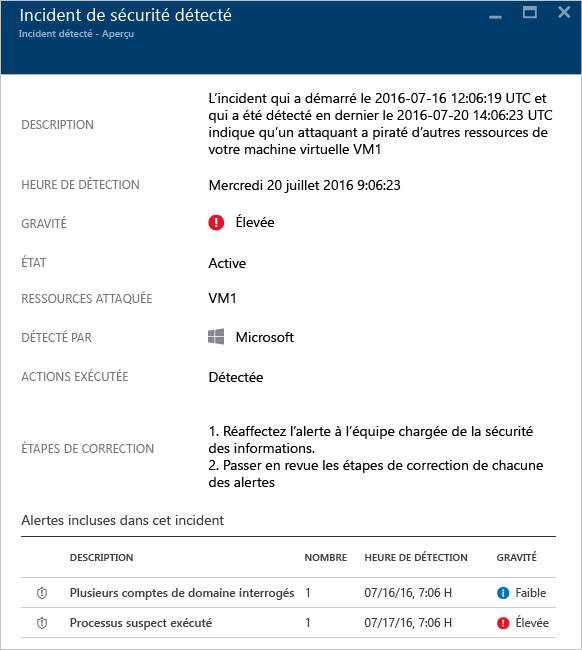 Incident de sécurité détecté
Incident détecté - Aperçu
DESCRIPTION
L’incident qui a démarré le 2016-07-16 12:06:19 UTC et
qui a été détecté en dernier le 2016-07-20 14:06:23 UTC
indique qu’un attaquant a piraté d’autres ressources de
votre machine virtuelle VM1
HEURE DE DÉTECTION Mercredi 20 juillet 2016 9:06:23
GRAVITÉ Élevée
ÉTAT Active
RESSOURCES ATTAQUÉE VM1
DÉTECTÉ PAR Microsoft
ACTIONS EXÉCUTÉE Détectée
ÉTAPES DE CORRECTION
1. Réaffectez l’alerte à l’équipe chargée de la sécurité
des informations.
2. Passer en revue les étapes de correction de chacune
des alertes
Alertes incluses dans cet incident
DESCRIPTION NOMBRE HEURE DE DÉTECTION GRAVITÉ
Plusieurs comptes de domaine interrogés 1 07/16/16, 7:06 H Faible
Processus suspect exécuté 1 07/17/16, 7:06 H Élevée